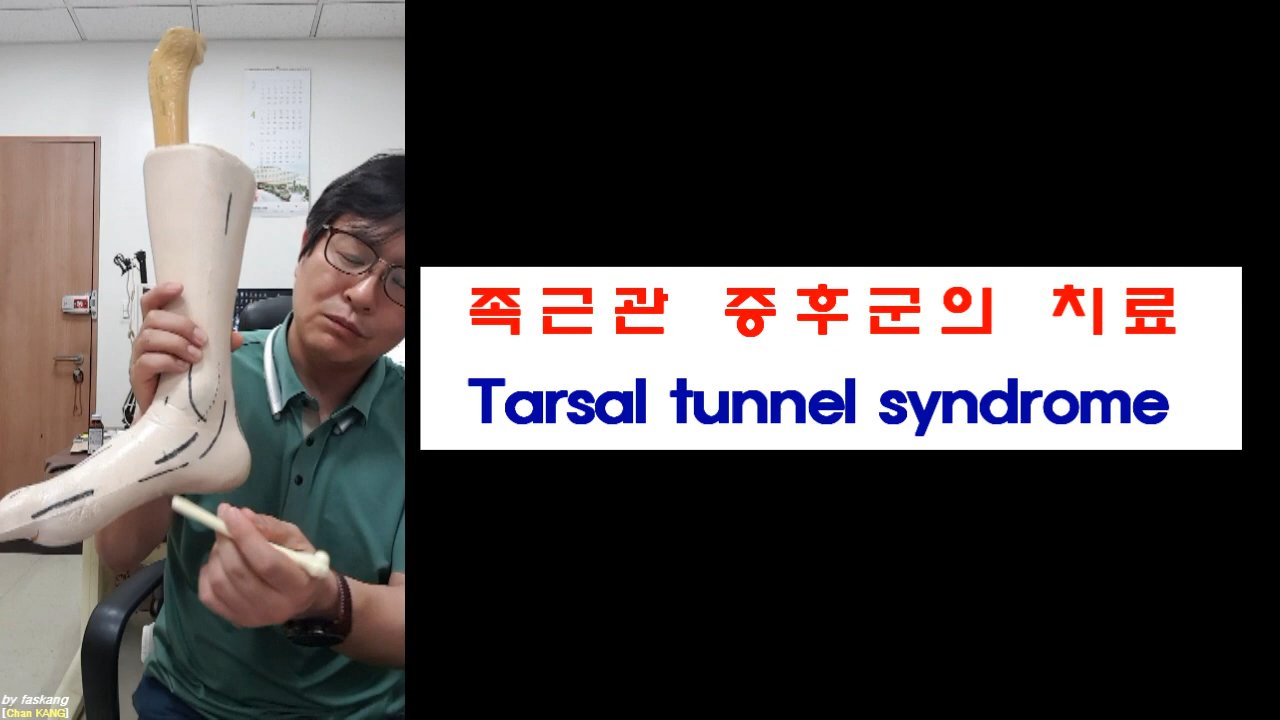 족근관 증후군의 치료
Tarsal tunnel syndrome
by faskang
[Chan KANG]